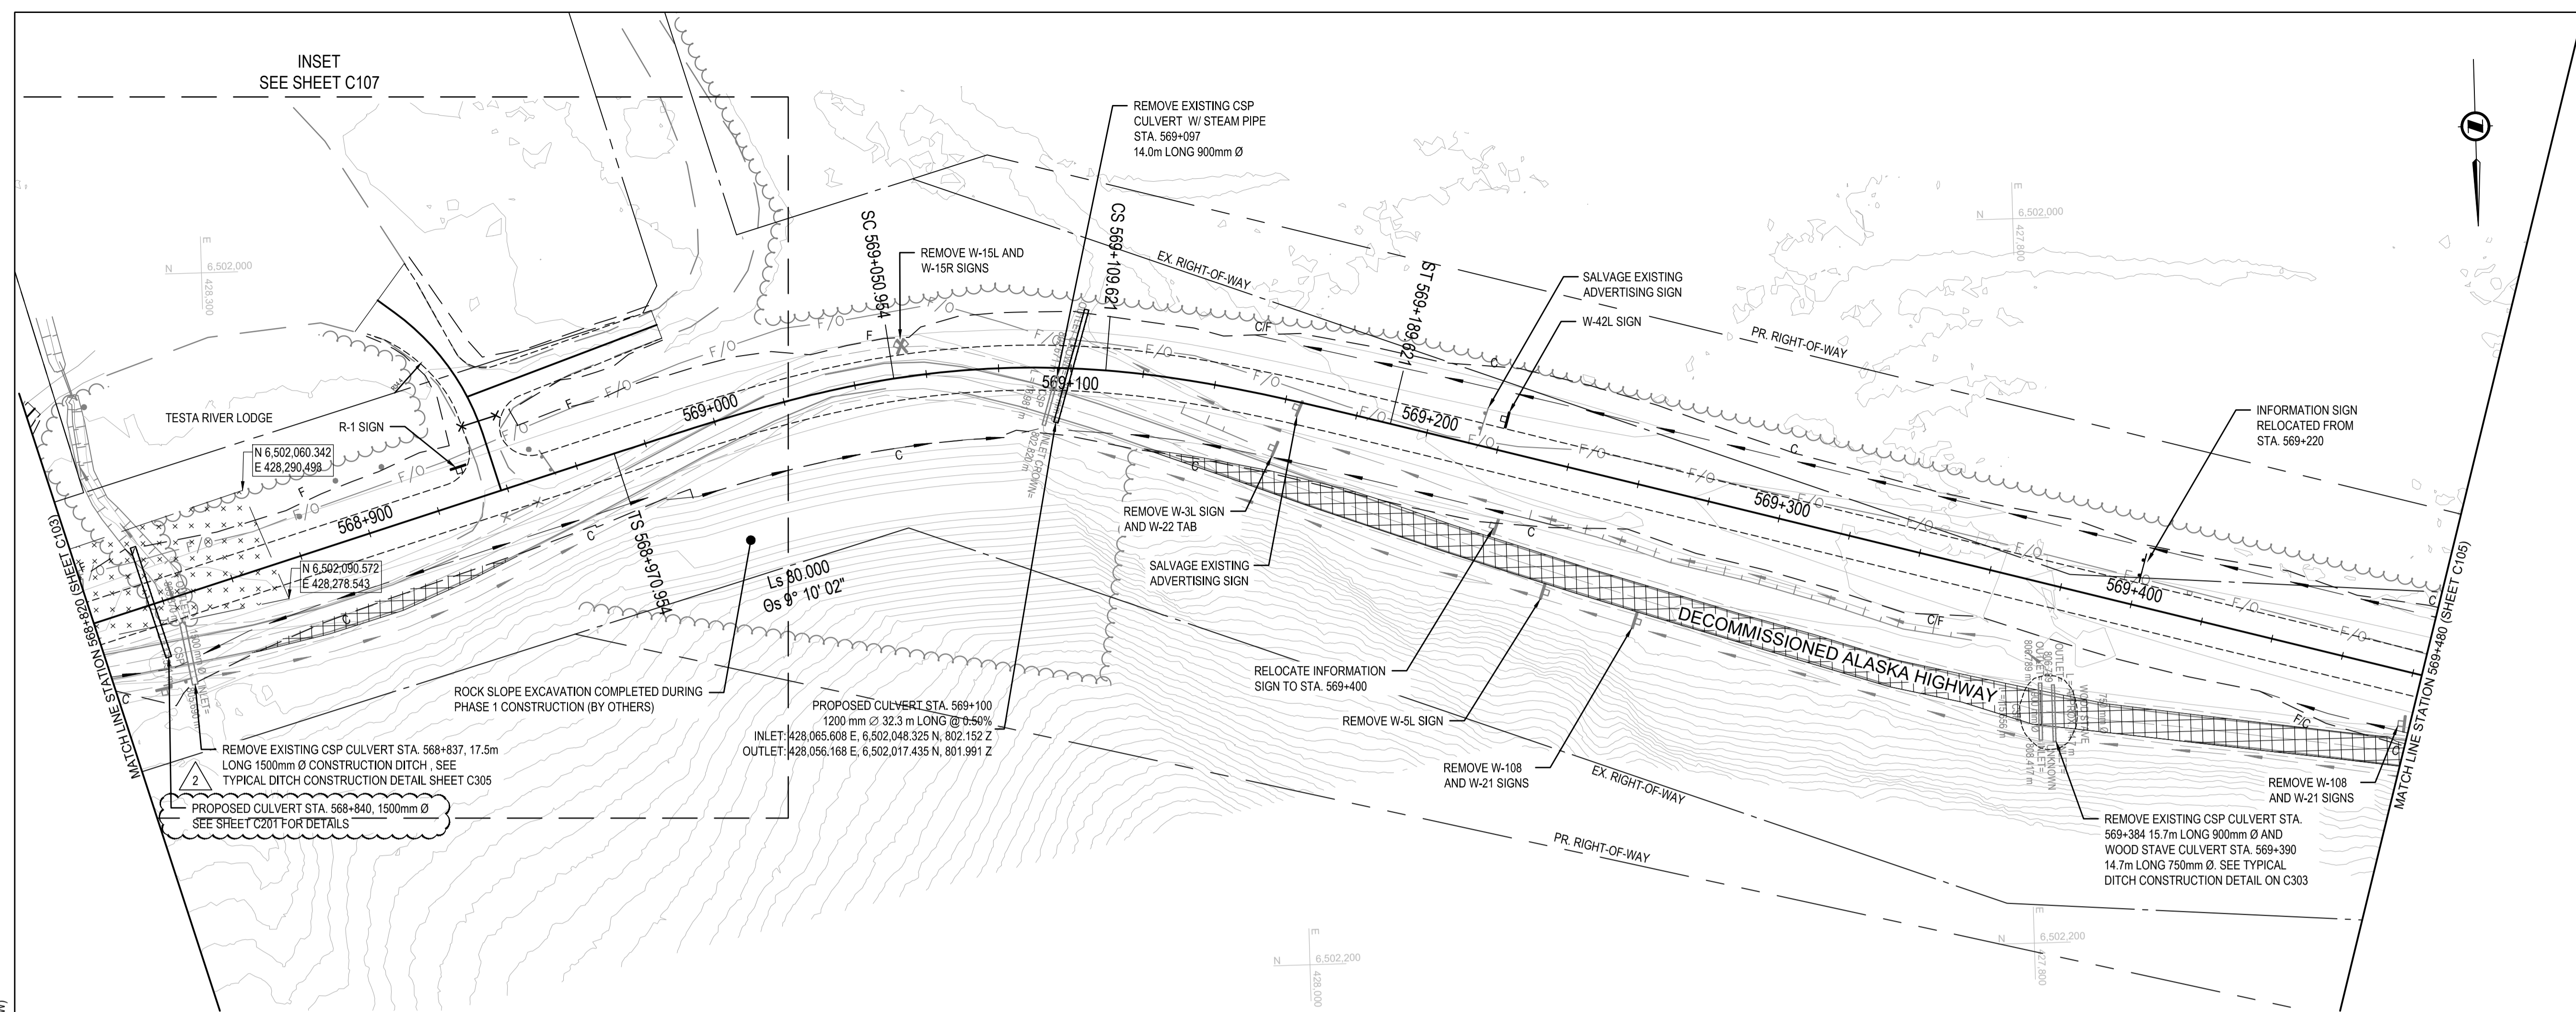 INSET
SEE SHEET C107
REMOVE EXISTING CSP
CULVERT W/ STEAM PIPE
STA. 569+097
14.0m LONG 900mm Ø
N
6,502,000
m
428,300
SC 569+050.954
REMOVE W-15L AND
W-15R SIGNS
CS 569+109.621
EX. RIGHT-OF-WAY
ST 569+189.621
SALVAGE EXISTING
ADVERTISING SIGN
W-42L SIGN
PR. RIGHT-OF-WAY
N
6,502,000
m
427,800
INFORMATION SIGN
RELOCATED FROM
STA. 569+220
TESTA RIVER LODGE
R-1 SIGN
N 6,502,060.342
E 428,290.493
N 6,502,090.572
E 428,278.543
568+900
569+000
569+100
569+200
569+300
569+400
F/O
F
C
C/F
F/C
TS 568+970.954
Ls 80.000
Θs 9° 10' 02"
REMOVE W-3L SIGN
AND W-22 TAB
SALVAGE EXISTING
ADVERTISING SIGN
RELOCATE INFORMATION
SIGN TO STA. 569+400
REMOVE W-5L SIGN
REMOVE W-108
AND W-21 SIGNS
DECOMMISSIONED ALASKA HIGHWAY
EX. RIGHT-OF-WAY
PR. RIGHT-OF-WAY
ROCK SLOPE EXCAVATION COMPLETED DURING
PHASE 1 CONSTRUCTION (BY OTHERS)
PROPOSED CULVERT STA. 569+100
1200 mm ∅ 32.3 m LONG @ 0.50%
INLET: 428,065.608 E, 6,502,048.325 N, 802.152 Z
OUTLET: 428,056.168 E, 6,502,017.435 N, 801.991 Z
REMOVE EXISTING CSP CULVERT STA. 568+837, 17.5m
LONG 1500mm Ø CONSTRUCTION DITCH , SEE
TYPICAL DITCH CONSTRUCTION DETAIL SHEET C305
2
PROPOSED CULVERT STA. 568+840, 1500mm Ø
SEE SHEET C201 FOR DETAILS
REMOVE W-108
AND W-21 SIGNS
REMOVE EXISTING CSP CULVERT STA.
569+384 15.7m LONG 900mm Ø AND
WOOD STAVE CULVERT STA. 569+390
14.7m LONG 750mm Ø. SEE TYPICAL
DITCH CONSTRUCTION DETAIL ON C303
MATCH LINE STATION 568+820 (SHEET C103)
MATCH LINE STATION 569+480 (SHEET C105)
N
6,502,200
m
428,000
N
6,502,200
m
427,800